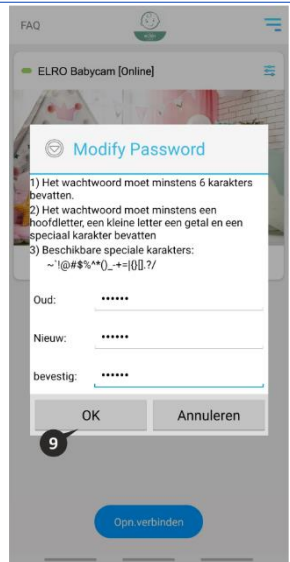 FAQ
ELRO Babycam [Online]
Modify Password
1) Het wachtwoord moet minstens 6 karakters
bevatten.
2) Het wachtwoord moet minstens een
hoofdletter, een kleine letter een getal en een
speciaal karakter bevatten
3) Beschikbare speciale karakters:
~`!@#$%^*()_-+=|{}[].?/
Oud: ••••••
Nieuw: ••••••
bevestig: ••••••
OK Annuleren
9
Opn.verbinden